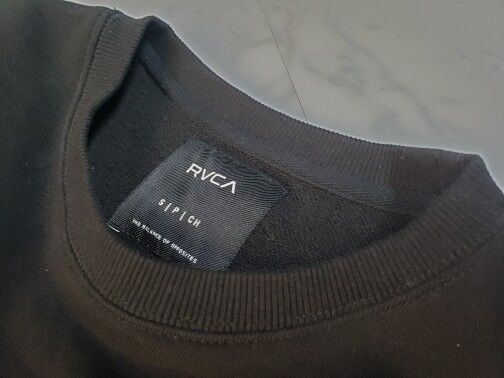 RVCA
S|P|CH
THE BALANCE OF OPPOSITES